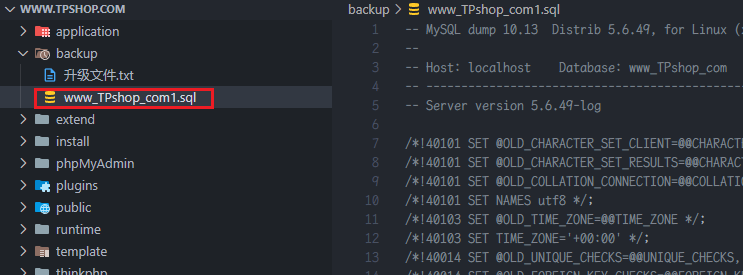 WWW.TPSHOP.COM
application
backup
升级文件.txt
www_TPshop_com1.sql
extend
install
phpMyAdmin
plugins
public
runtime
template
thinkphp
backup > www_TPshop_com1.sql
1 -- MySQL dump 10.13  Distrib 5.6.49, for Linux (
2 --
3 -- Host: localhost    Database: www_TPshop_com
4 -- ------------------------------------------------------
5 -- Server version 5.6.49-log
6
7 /*!40101 SET @OLD_CHARACTER_SET_CLIENT=@@CHARACTE
8 /*!40101 SET @OLD_CHARACTER_SET_RESULTS=@@CHARACT
9 /*!40101 SET @OLD_COLLATION_CONNECTION=@@COLLATIO
10 /*!40101 SET NAMES utf8 */;
11 /*!40103 SET @OLD_TIME_ZONE=@@TIME_ZONE */;
12 /*!40103 SET TIME_ZONE='+00:00' */;
13 /*!40014 SET @OLD_UNIQUE_CHECKS=@@UNIQUE_CHECKS,
14 /*!40014 SET @OLD_FOREIGN_KEY_CHECKS=@@FOREIGN_KE